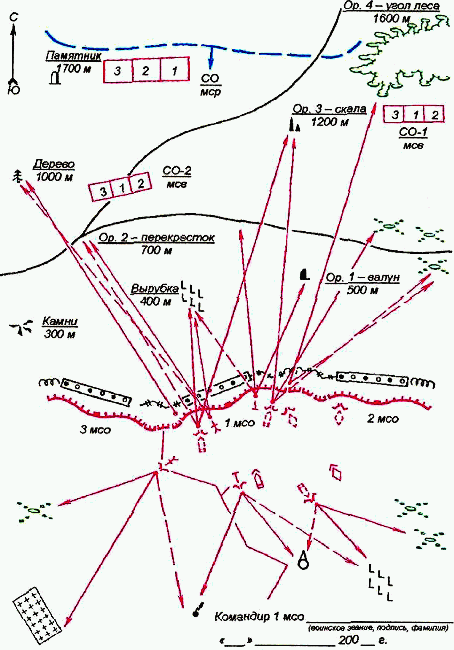 Ор. 4 – угол леса
1600 м
С
Ю
Памятник
1700 м
3 2 1
СО
мср
Ор. 3 – скала
1200 м
3 1 2
СО-1
мсв
Дерево
1000 м
3 1 2
СО-2
мсв
Ор. 2 – перекресток
700 м
Вырубка
400 м
Ор. 1 – валун
500 м
Камни
300 м
3 мсо
1 мсо
2 мсо
Командир 1 мсо
(воинское звание, подпись, фамилия)
«___» ____________ 200__ г.